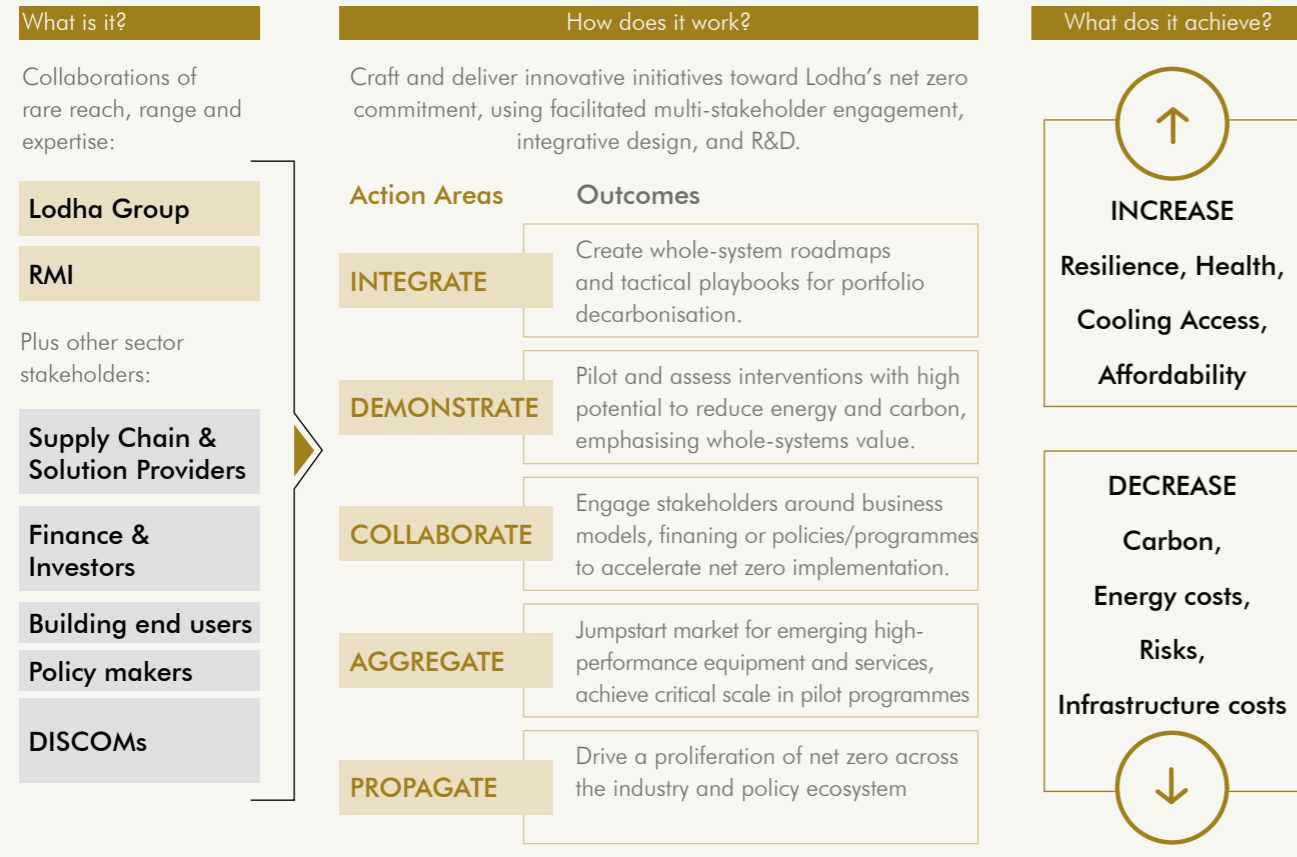 What is it?
Collaborations of
rare reach, range and
expertise:
Lodha Group
RMI
Plus other sector
stakeholders:
Supply Chain &
Solution Providers
Finance &
Investors
Building end users
Policy makers
DISCOMs
How does it work?
Craft and deliver innovative initiatives toward Lodha's net zero
commitment, using facilitated multi-stakeholder engagement,
integrative design, and R&D.
Action Areas
Outcomes
INTEGRATE
Create whole-system roadmaps
and tactical playbooks for portfolio
decarbonisation.
DEMONSTRATE
Pilot and assess interventions with high
potential to reduce energy and carbon,
emphasising whole-systems value.
COLLABORATE
Engage stakeholders around business
models, finaning or policies/programmes
to accelerate net zero implementation.
AGGREGATE
Jumpstart market for emerging high-
performance equipment and services,
achieve critical scale in pilot programmes
PROPAGATE
Drive a proliferation of net zero across
the industry and policy ecosystem
What dos it achieve?
INCREASE
Resilience, Health,
Cooling Access,
Affordability
DECREASE
Carbon,
Energy costs,
Risks,
Infrastructure costs